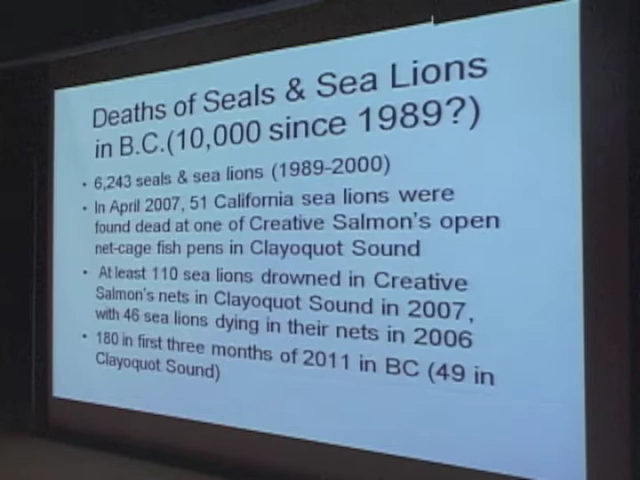 Deaths of Seals & Sea Lions
in B.C.(10,000 since 1989?)
• 6,243 seals & sea lions (1989-2000)
• In April 2007, 51 California sea lions were
found dead at one of Creative Salmon's open
net-cage fish pens in Clayoquot Sound
• At least 110 sea lions drowned in Creative
Salmon's nets in Clayoquot Sound in 2007,
with 46 sea lions dying in their nets in 2006
• 180 in first three months of 2011 in BC (49 in
Clayoquot Sound)